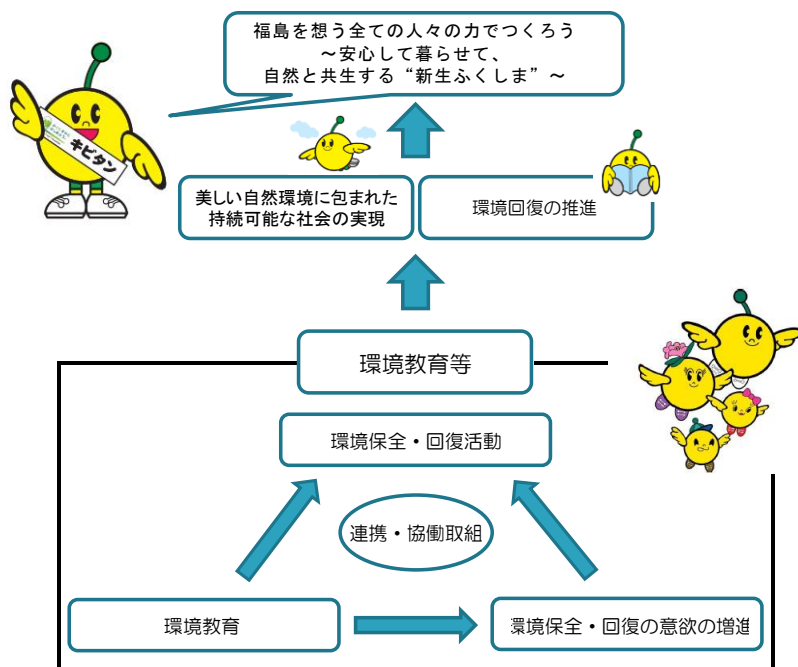 福島を想う全ての人々の力でつくろう
～安心して暮らせて、
自然と共生する“新生ふくしま”～
キビタン
美しい自然環境に包まれた
持続可能な社会の実現
環境回復の推進
環境教育等
環境保全・回復活動
連携・協働取組
環境教育
環境保全・回復の意欲の増進